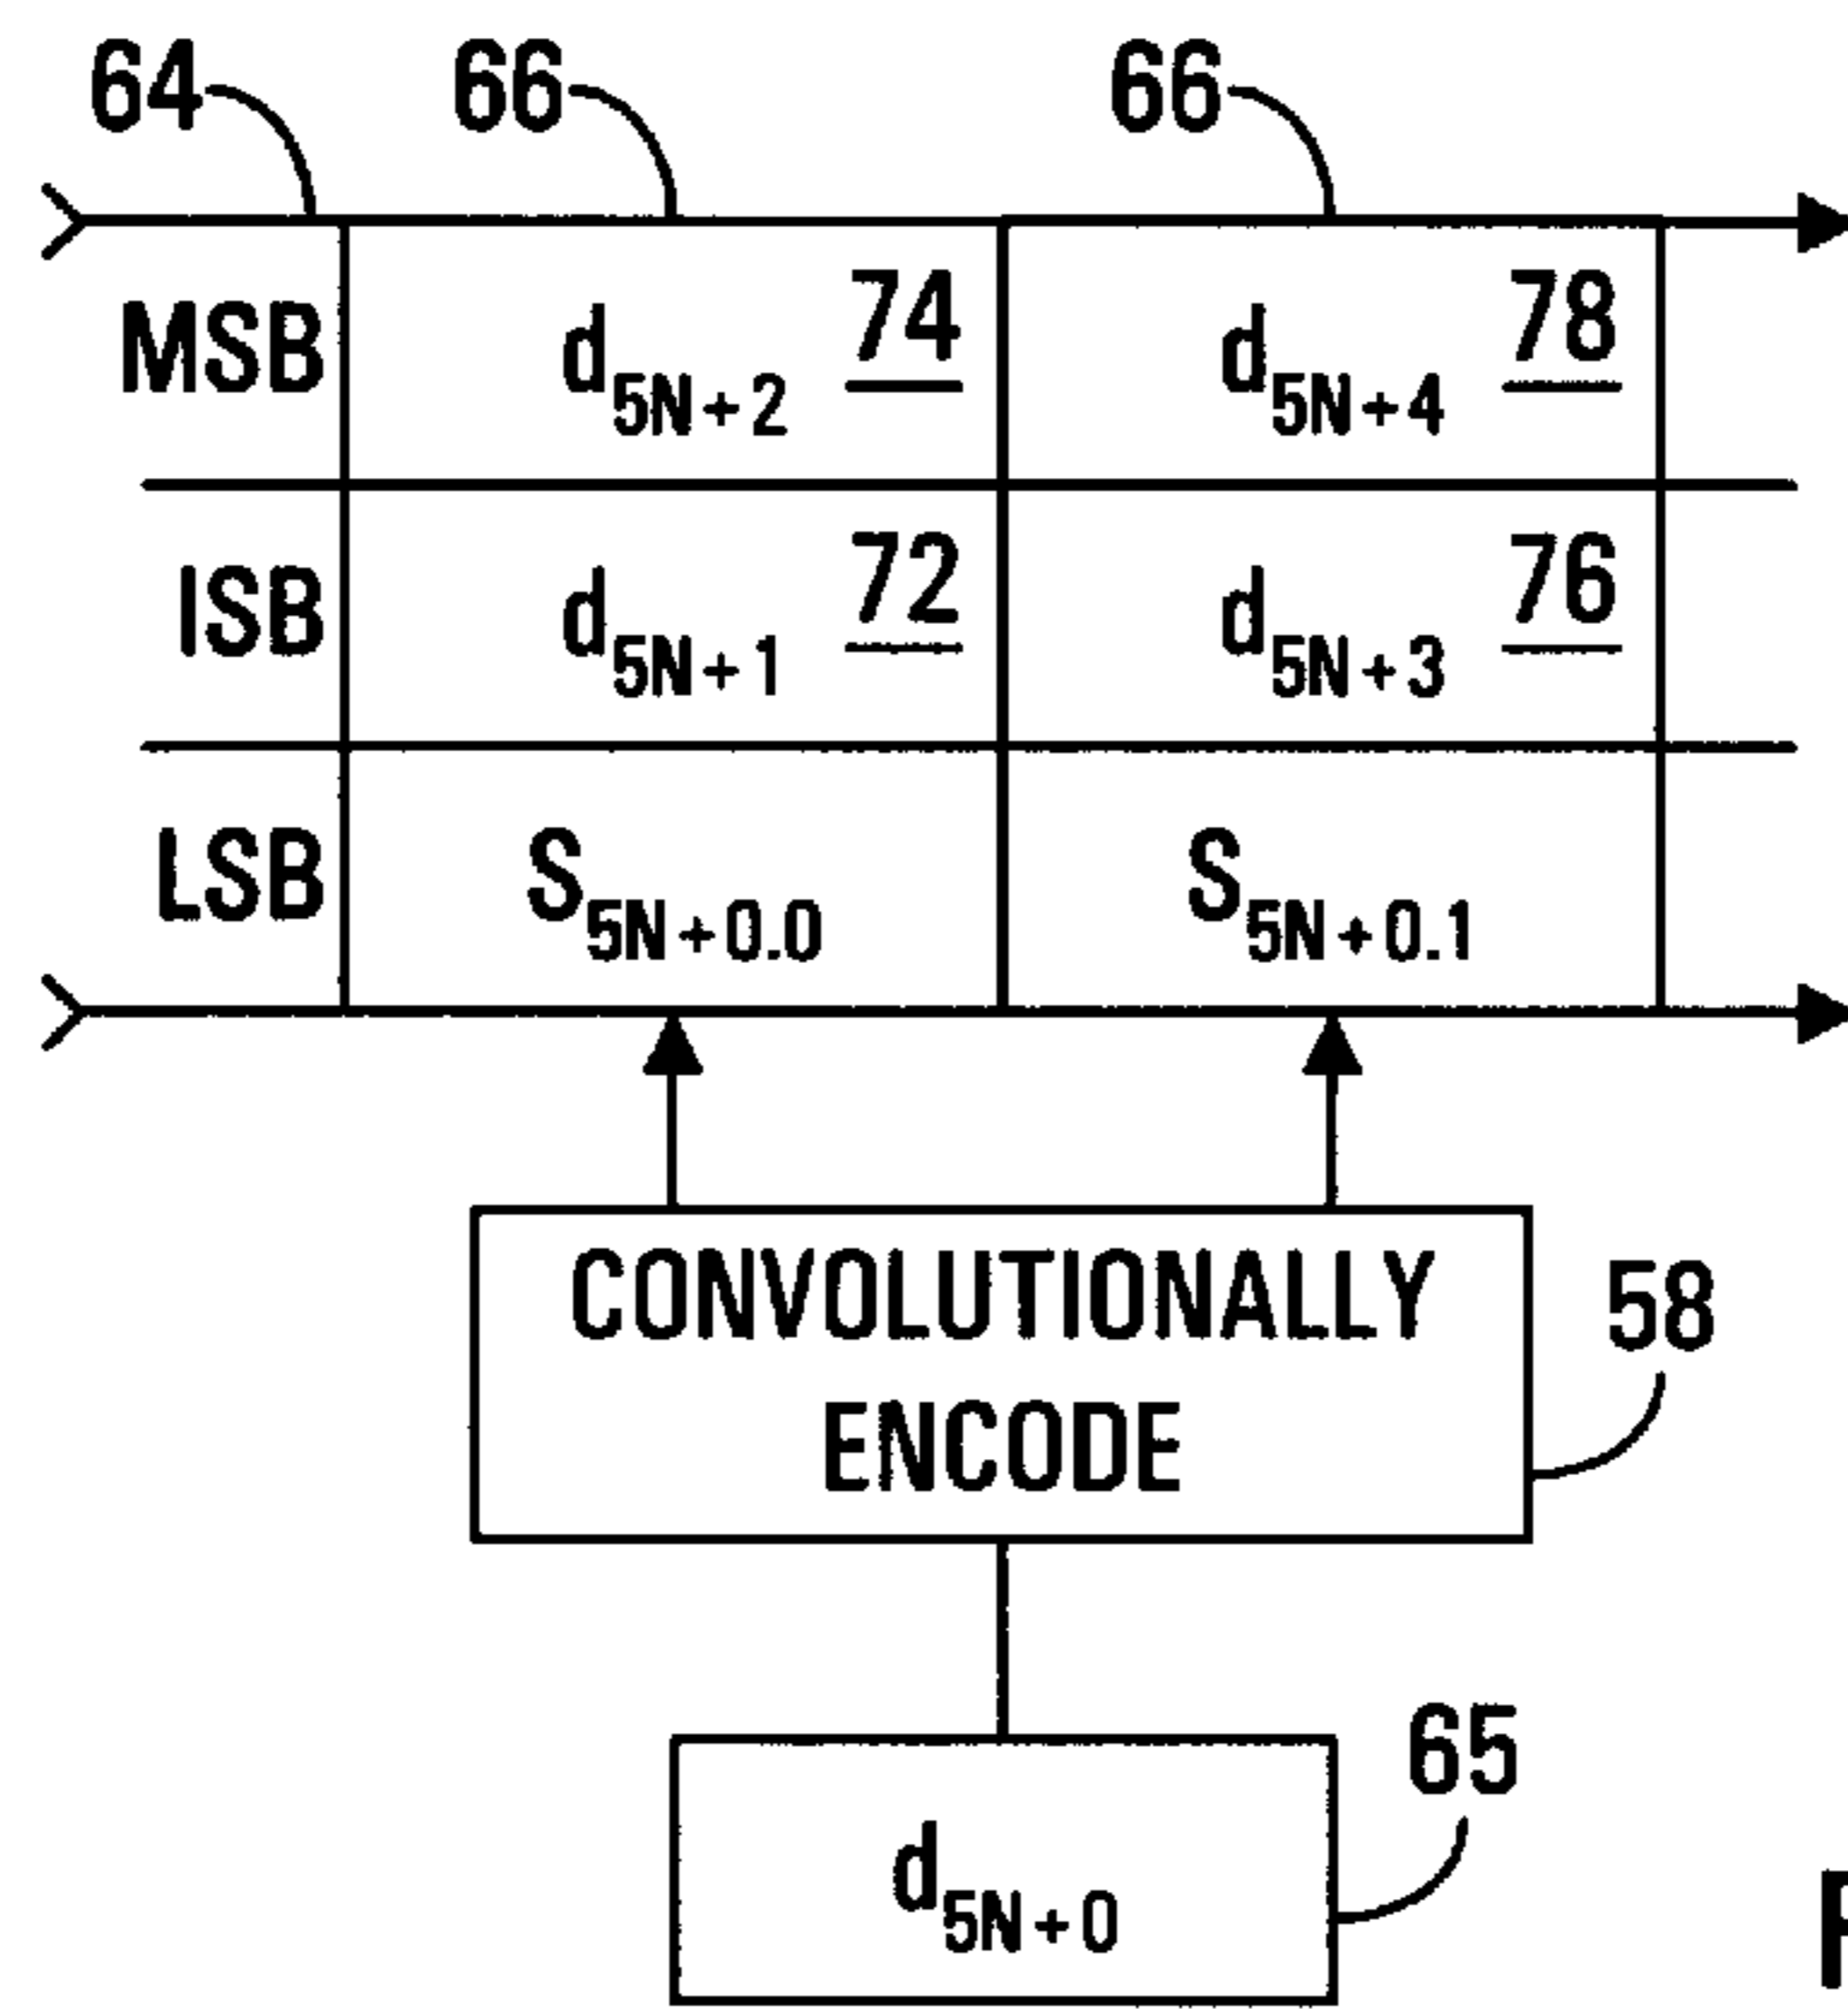 64 66 66
MSB d5N+2 74 d5N+4 78
ISB d5N+1 72 d5N+3 76
LSB S5N+0.0 S5N+0.1
CONVOLUTIONALLY
ENCODE
58
65
d5N+0